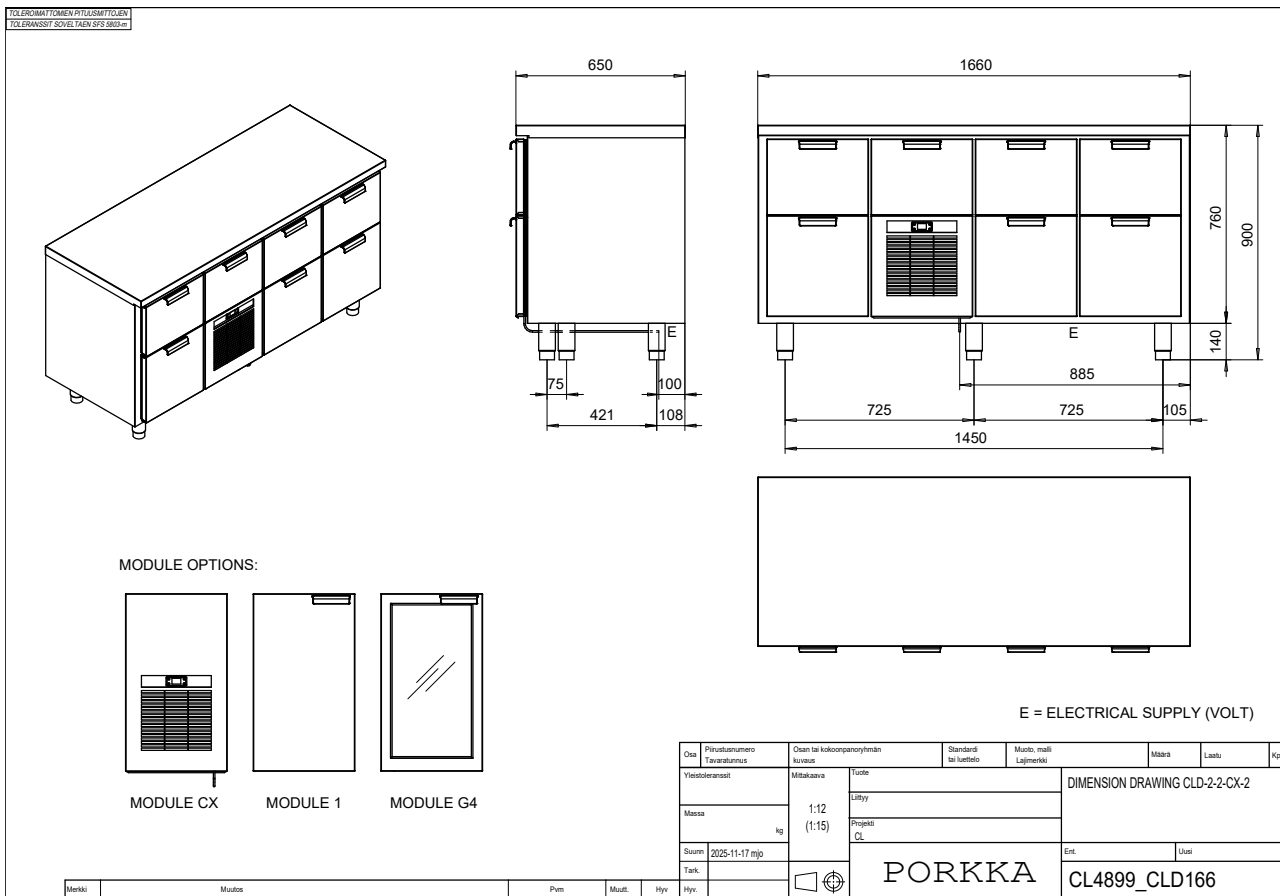 TOLEROIMATTOMIEN PITUUSMITTOJEN
TOLERANSSIT SOVELTAEN SFS 5803-m
650
1660
760
900
140
E
E
75
100
421
108
885
725
725
105
1450
MODULE OPTIONS:
MODULE CX
MODULE 1
MODULE G4
E = ELECTRICAL SUPPLY (VOLT)
Osa
Piirustusnumero
Tavaratunnus
Osan tai kokoonpanoryhmän
kuvaus
Standardi
tai luettelo
Muoto, malli
Lajimerkki
Määrä
Laatu
Kp
Yleistoleranssit
Mittakaava
Tuote
DIMENSION DRAWING CLD-2-2-CX-2
Liittyy
Massa
kg
1:12
(1:15)
Projekti
CL
Suunn
2025-11-17 mjo
Ent.
Uusi
Tark.
PORKKA
CL4899_CLD166
Merkki
Muutos
Pvm
Muutt.
Hyv
Hyv.